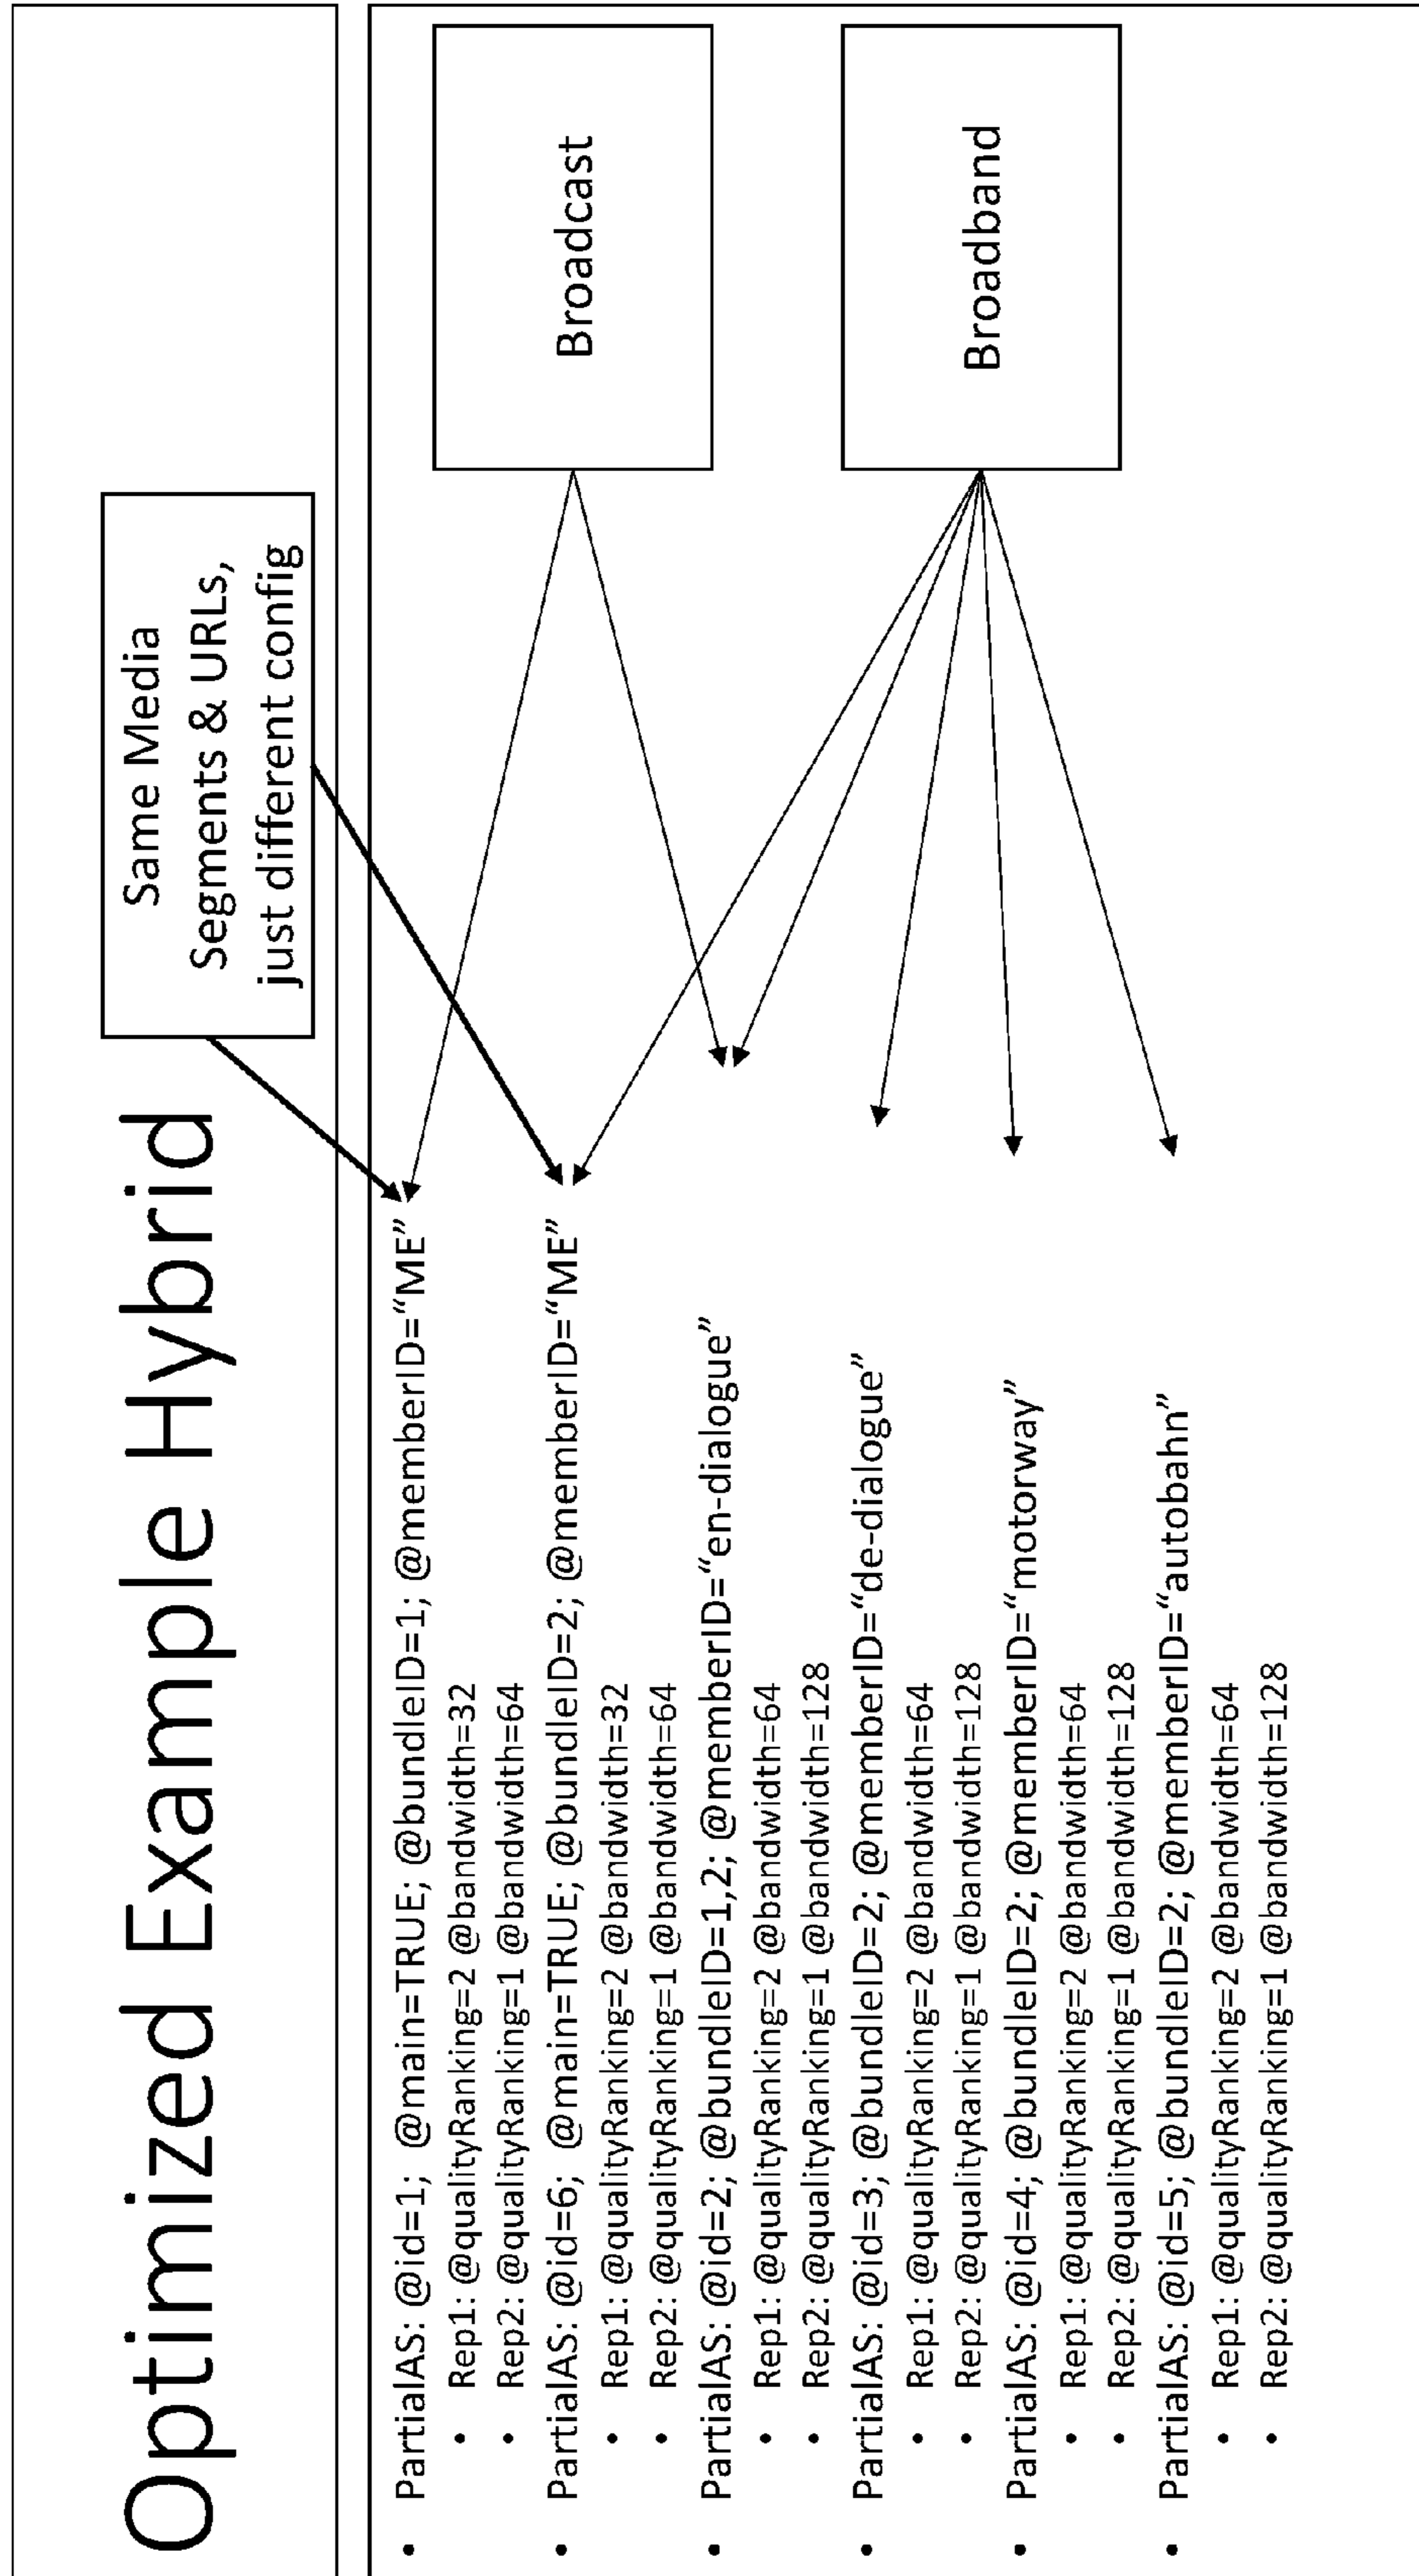 Optimized Example Hybrid
Same Media
Segments & URLs,
just different config
• PartialAS: @id=1; @main=TRUE; @bundleID=1; @memberID=“ME”
• Rep1: @qualityRanking=2 @bandwidth=32
• Rep2: @qualityRanking=1 @bandwidth=64
• PartialAS: @id=6; @main=TRUE; @bundleID=2; @memberID=“ME”
• Rep1: @qualityRanking=2 @bandwidth=32
• Rep2: @qualityRanking=1 @bandwidth=64
• PartialAS: @id=2; @bundleID=1,2; @memberID=“en-dialogue”
• Rep1: @qualityRanking=2 @bandwidth=64
• Rep2: @qualityRanking=1 @bandwidth=128
• PartialAS: @id=3; @bundleID=2; @memberID=“de-dialogue”
• Rep1: @qualityRanking=2 @bandwidth=64
• Rep2: @qualityRanking=1 @bandwidth=128
• PartialAS: @id=4; @bundleID=2; @memberID=“motorway”
• Rep1: @qualityRanking=2 @bandwidth=64
• Rep2: @qualityRanking=1 @bandwidth=128
• PartialAS: @id=5; @bundleID=2; @memberID=“autobahn”
• Rep1: @qualityRanking=2 @bandwidth=64
• Rep2: @qualityRanking=1 @bandwidth=128
Broadcast
Broadband